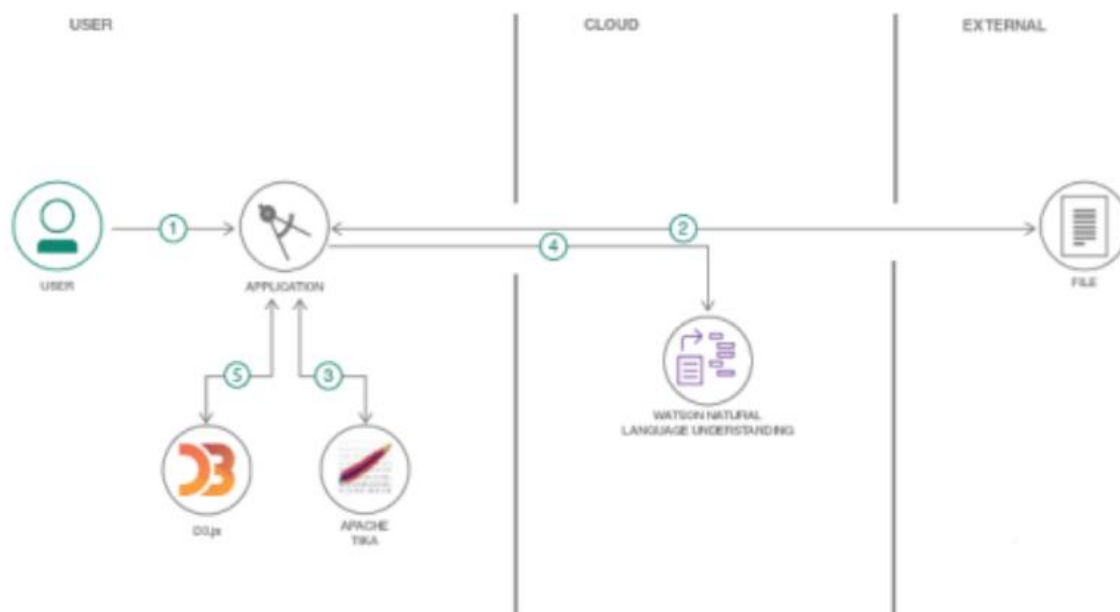 USER
CLOUD
EXTERNAL
1
2
4
USER
APPLICATION
FILE
5
3
WATSON NATURAL
LANGUAGE UNDERSTANDING
D3.js
APACHE
TIKA